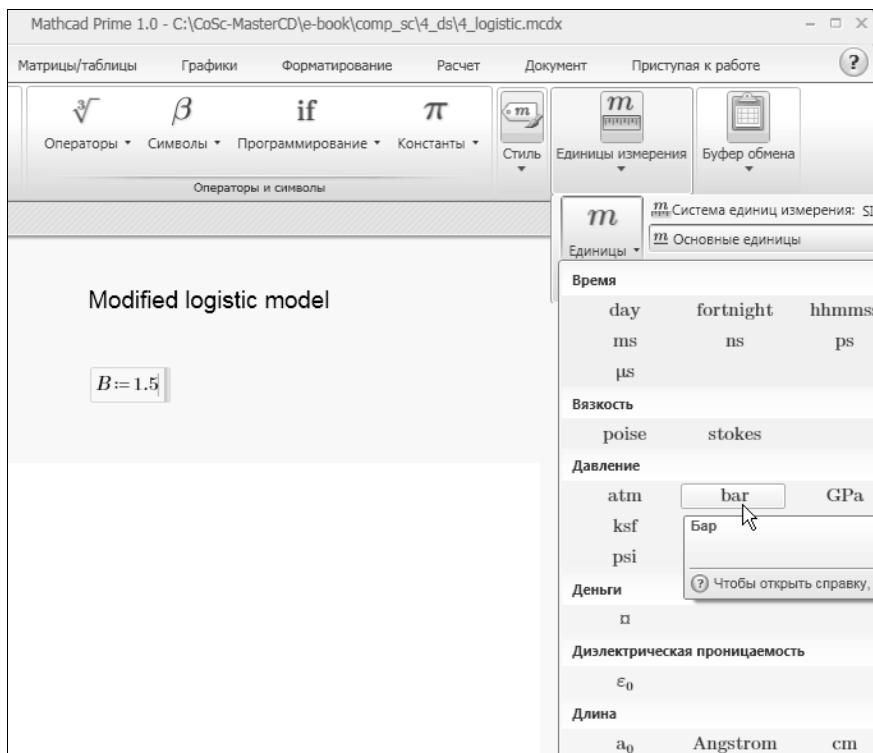 Mathcad Prime 1.0 - C:\CoSc-MasterCD\e-book\comp_sc\4_ds\4_logistic.mcdx
Матрицы/таблицы Графики Форматирование Расчет Документ Приступая к работе ?
∛ β if π m m
Операторы Символы Программирование Константы Стиль Единицы измерения Буфер обмена
Операторы и символы
m Система единиц измерения: SI
Единицы m Основные единицы
Modified logistic model
B:=1.5
Время
day fortnight hhmmss
ms ns ps
μs
Вязкость
poise stokes
Давление
atm bar GPa
ksf Бар
psi
? Чтобы открыть справку,
Деньги
¤
Диэлектрическая проницаемость
ε₀
Длина
a₀ Angstrom cm